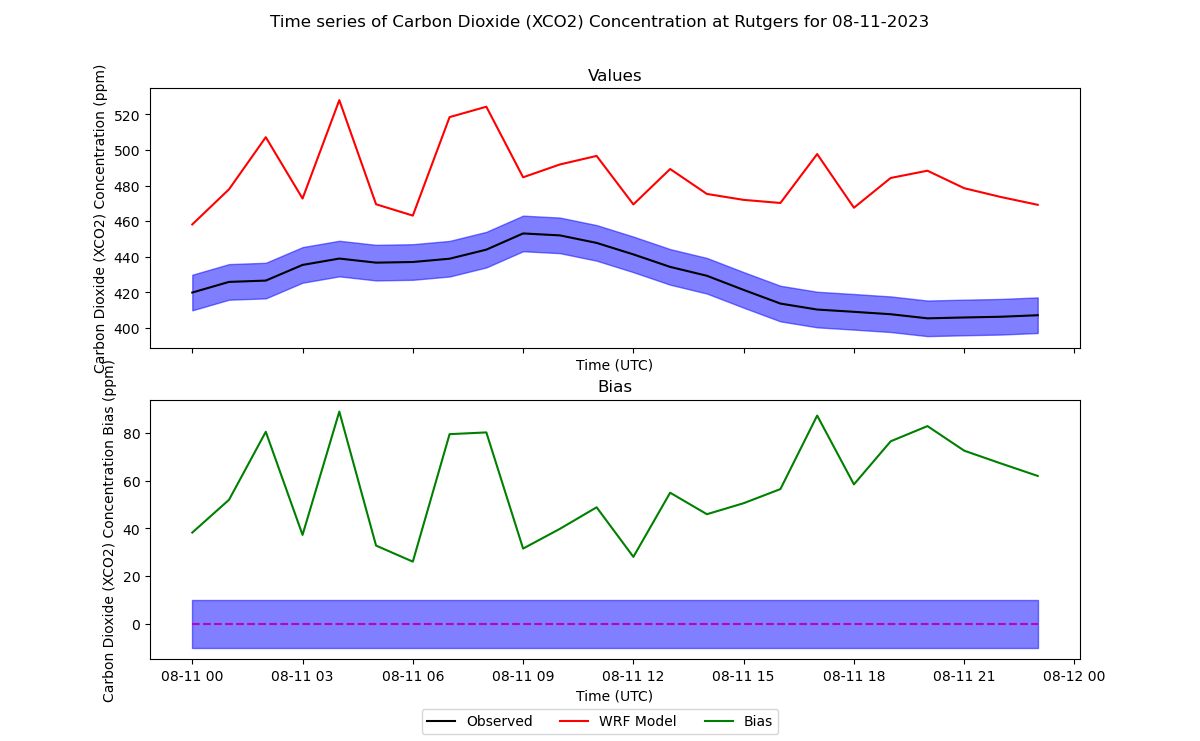 Time series of Carbon Dioxide (XCO2) Concentration at Rutgers for 08-11-2023
Values
Carbon Dioxide (XCO2) Concentration (ppm)
520
500
480
460
440
420
400
Time (UTC)
Bias
Carbon Dioxide (XCO2) Concentration Bias (ppm)
80
60
40
20
0
08-11 00 08-11 03 08-11 06 08-11 09 08-11 12 08-11 15 08-11 18 08-11 21 08-12 00
Time (UTC)
Observed WRF Model Bias